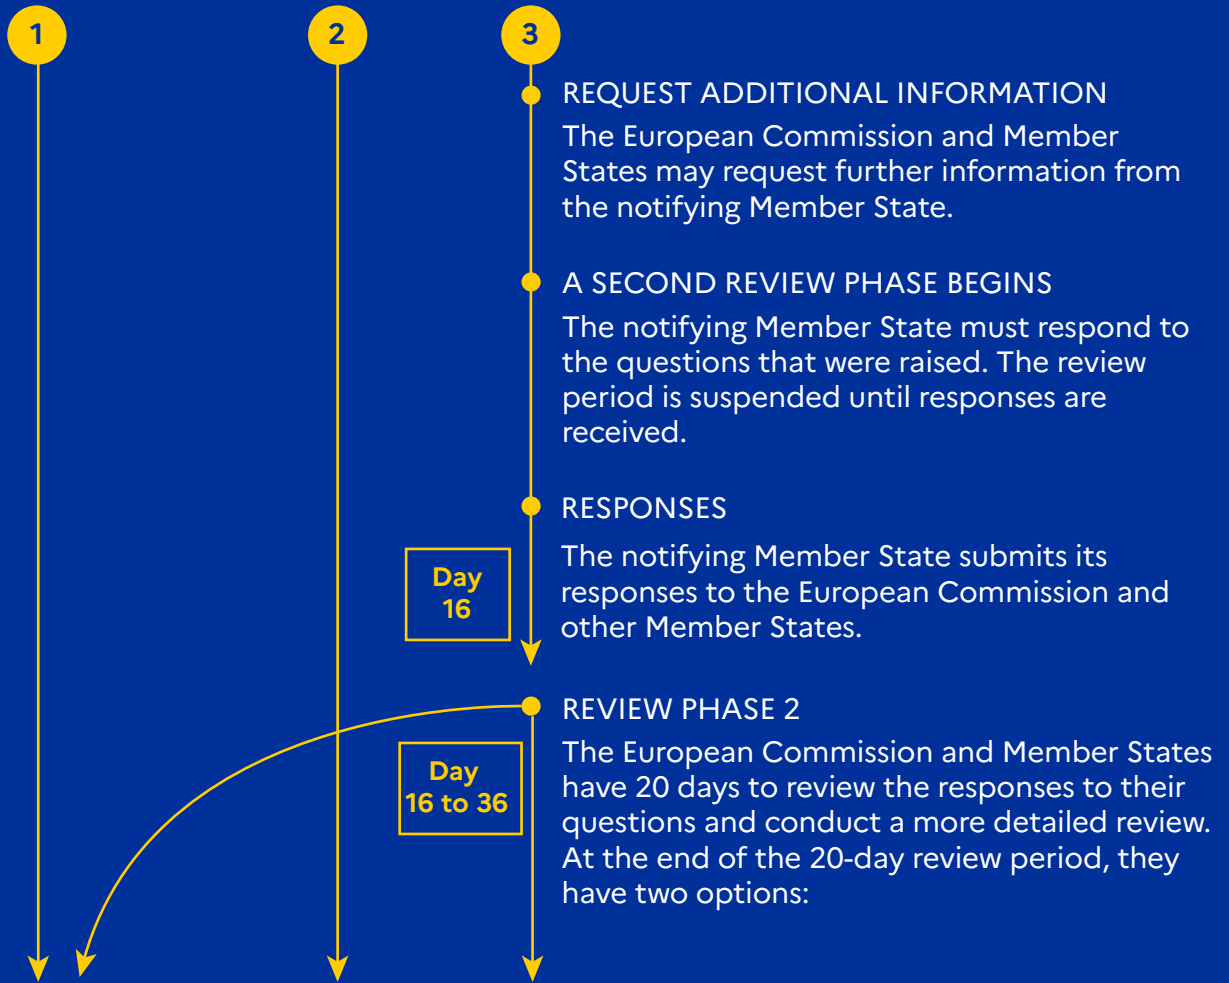 1
2
3
REQUEST ADDITIONAL INFORMATION
The European Commission and Member
States may request further information from
the notifying Member State.
A SECOND REVIEW PHASE BEGINS
The notifying Member State must respond to
the questions that were raised. The review
period is suspended until responses are
received.
RESPONSES
Day
16
The notifying Member State submits its
responses to the European Commission and
other Member States.
REVIEW PHASE 2
Day
16 to 36
The European Commission and Member States
have 20 days to review the responses to their
questions and conduct a more detailed review.
At the end of the 20-day review period, they
have two options: